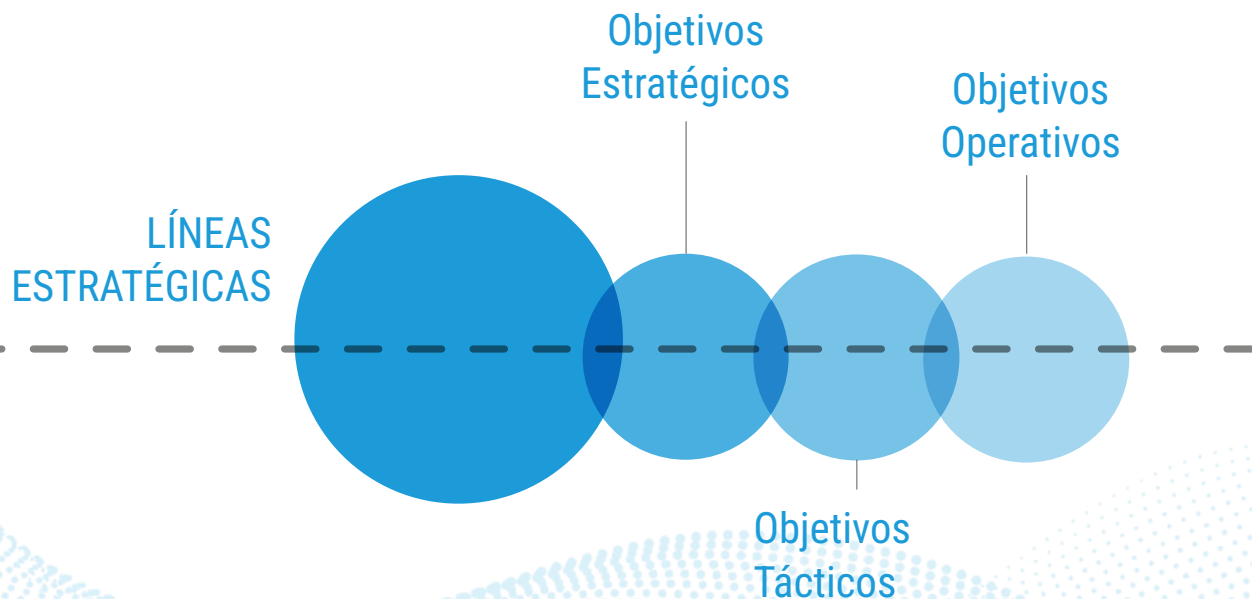 LÍNEAS
ESTRATÉGICAS
Objetivos
Estratégicos
Objetivos
Tácticos
Objetivos
Operativos